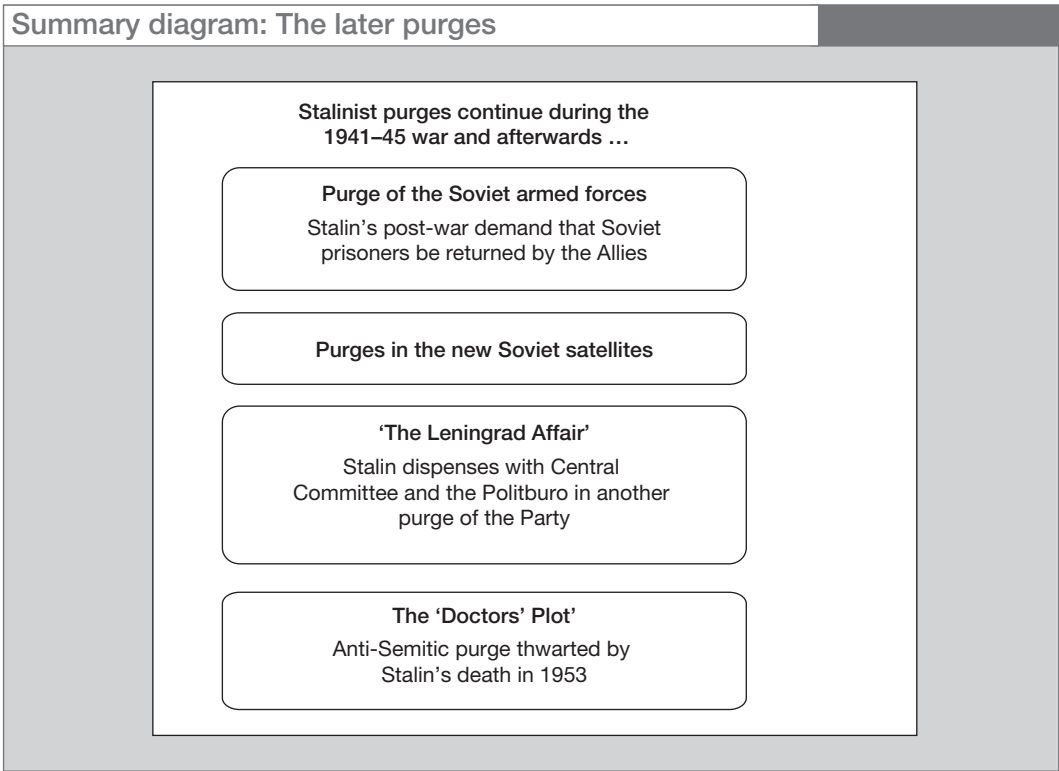 Summary diagram: The later purges
Stalinist purges continue during the
1941–45 war and afterwards …
Purge of the Soviet armed forces
Stalin’s post-war demand that Soviet
prisoners be returned by the Allies
Purges in the new Soviet satellites
‘The Leningrad Affair’
Stalin dispenses with Central
Committee and the Politburo in another
purge of the Party
The ‘Doctors’ Plot’
Anti-Semitic purge thwarted by
Stalin’s death in 1953